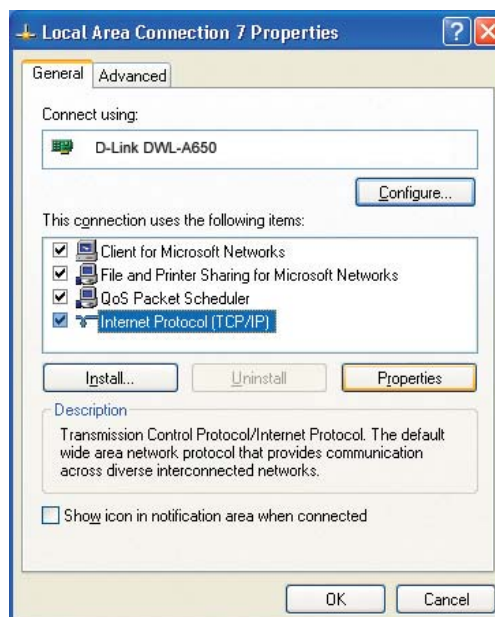 Local Area Connection 7 Properties
General Advanced
Connect using:
D-Link DWL-A650
Configure...
This connection uses the following items:
Client for Microsoft Networks
File and Printer Sharing for Microsoft Networks
QoS Packet Scheduler
Internet Protocol (TCP/IP)
Install... Uninstall Properties
Description
Transmission Control Protocol/Internet Protocol. The default
wide area network protocol that provides communication
across diverse interconnected networks.
Show icon in notification area when connected
OK Cancel